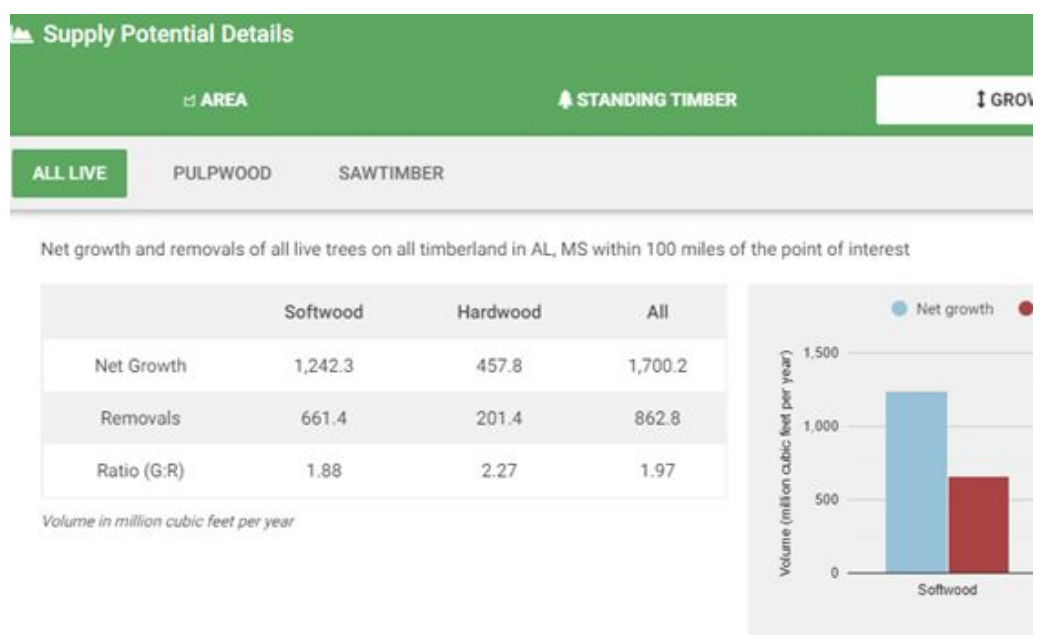 Supply Potential Details
AREA
STANDING TIMBER
GROW
ALL LIVE
PULPWOOD
SAWTIMBER
Net growth and removals of all live trees on all timberland in AL, MS within 100 miles of the point of interest
Softwood Hardwood All
Net Growth 1,242.3 457.8 1,700.2
Removals 661.4 201.4 862.8
Ratio (G:R) 1.88 2.27 1.97
Volume in million cubic feet per year
Net growth
Volume (million cubic feet per year)
1,500
1,000
500
0
Softwood